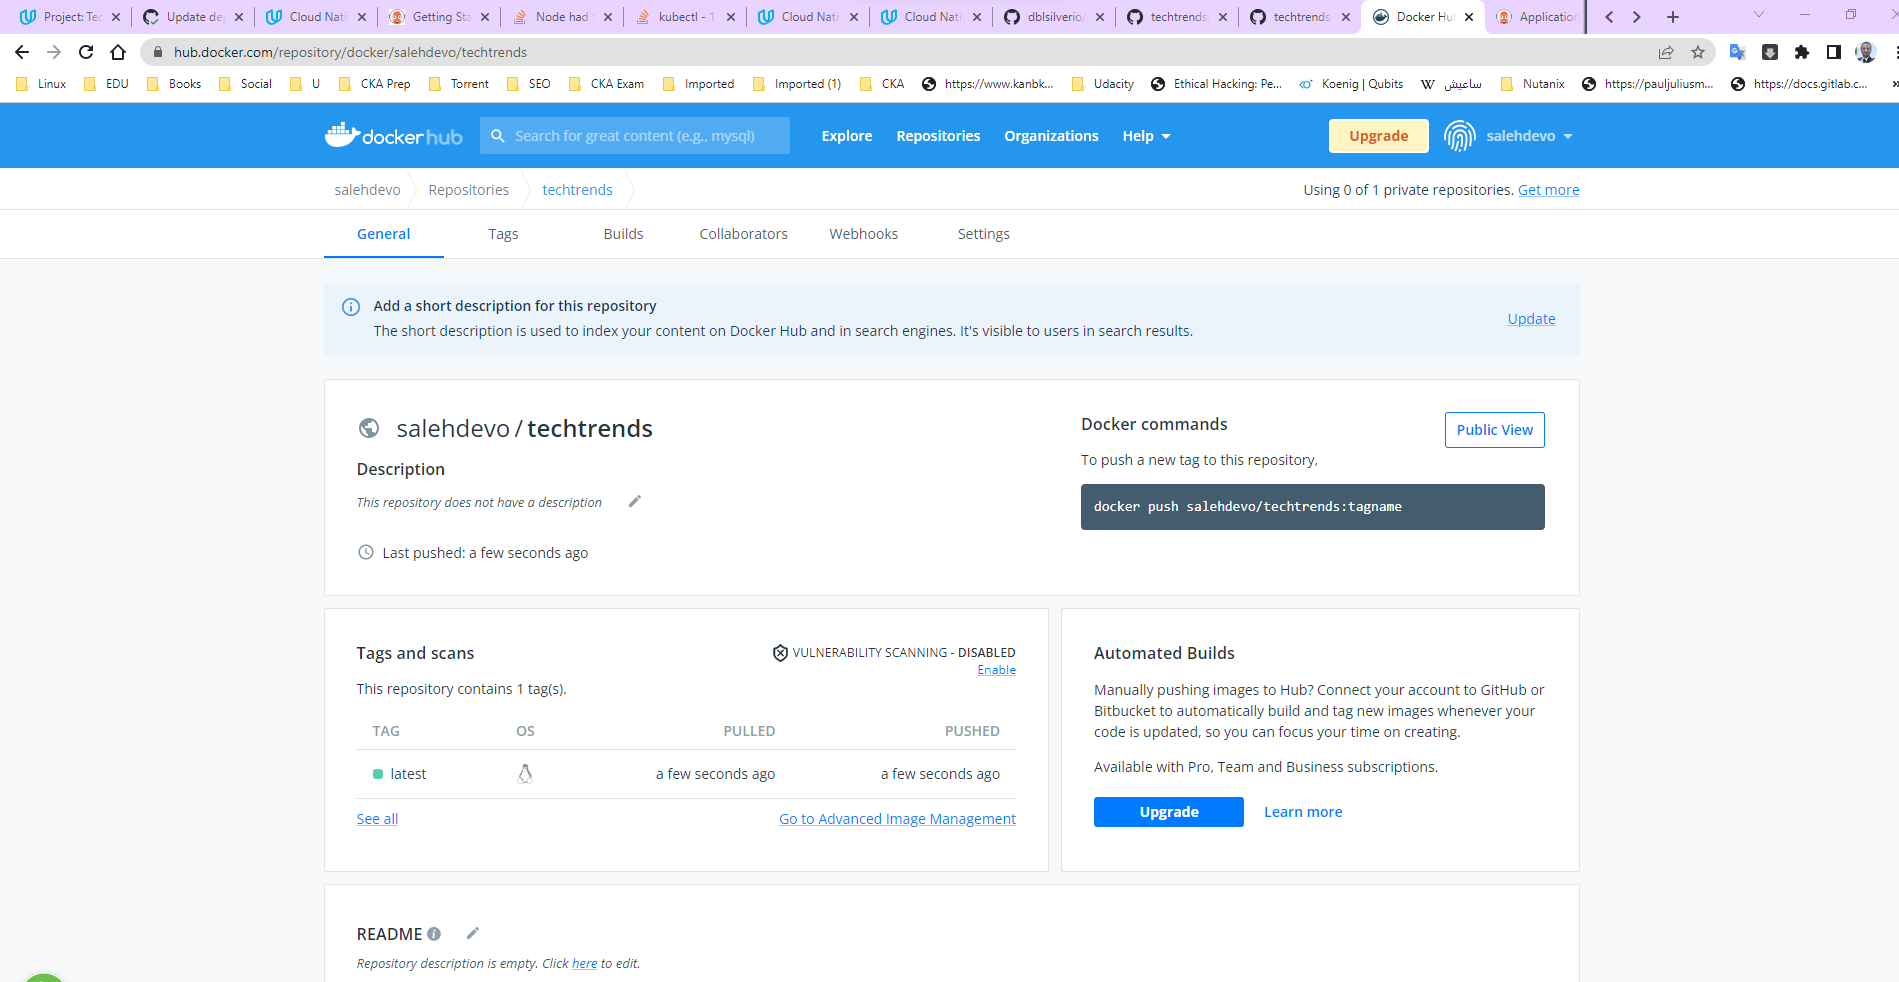 Project: Tec
Update dep
Cloud Nativ
Getting Sta
Node had t
kubectl - 1
Cloud Nativ
Cloud Nativ
dblsilverio/
techtrends
techtrends
Docker Hub
Application
hub.docker.com/repository/docker/salehdevo/techtrends
Linux EDU Books Social U CKA Prep Torrent SEO CKA Exam Imported Imported (1) CKA https://www.kanbk... Udacity Ethical Hacking: Pe... Koenig | Qubits ساعيش Nutanix https://pauljuliusm... https://docs.gitlab.c... »
docker hub
Search for great content (e.g., mysql)
Explore Repositories Organizations Help
Upgrade
salehdevo
salehdevo Repositories techtrends
Using 0 of 1 private repositories. Get more
General Tags Builds Collaborators Webhooks Settings
Add a short description for this repository
The short description is used to index your content on Docker Hub and in search engines. It's visible to users in search results.
Update
salehdevo / techtrends
Description
This repository does not have a description
Last pushed: a few seconds ago
Docker commands
Public View
To push a new tag to this repository,
docker push salehdevo/techtrends:tagname
Tags and scans
VULNERABILITY SCANNING - DISABLED
Enable
This repository contains 1 tag(s).
TAG OS PULLED PUSHED
latest a few seconds ago a few seconds ago
See all
Go to Advanced Image Management
Automated Builds
Manually pushing images to Hub? Connect your account to GitHub or
Bitbucket to automatically build and tag new images whenever your
code is updated, so you can focus your time on creating.
Available with Pro, Team and Business subscriptions.
Upgrade
Learn more
README
Repository description is empty. Click here to edit.